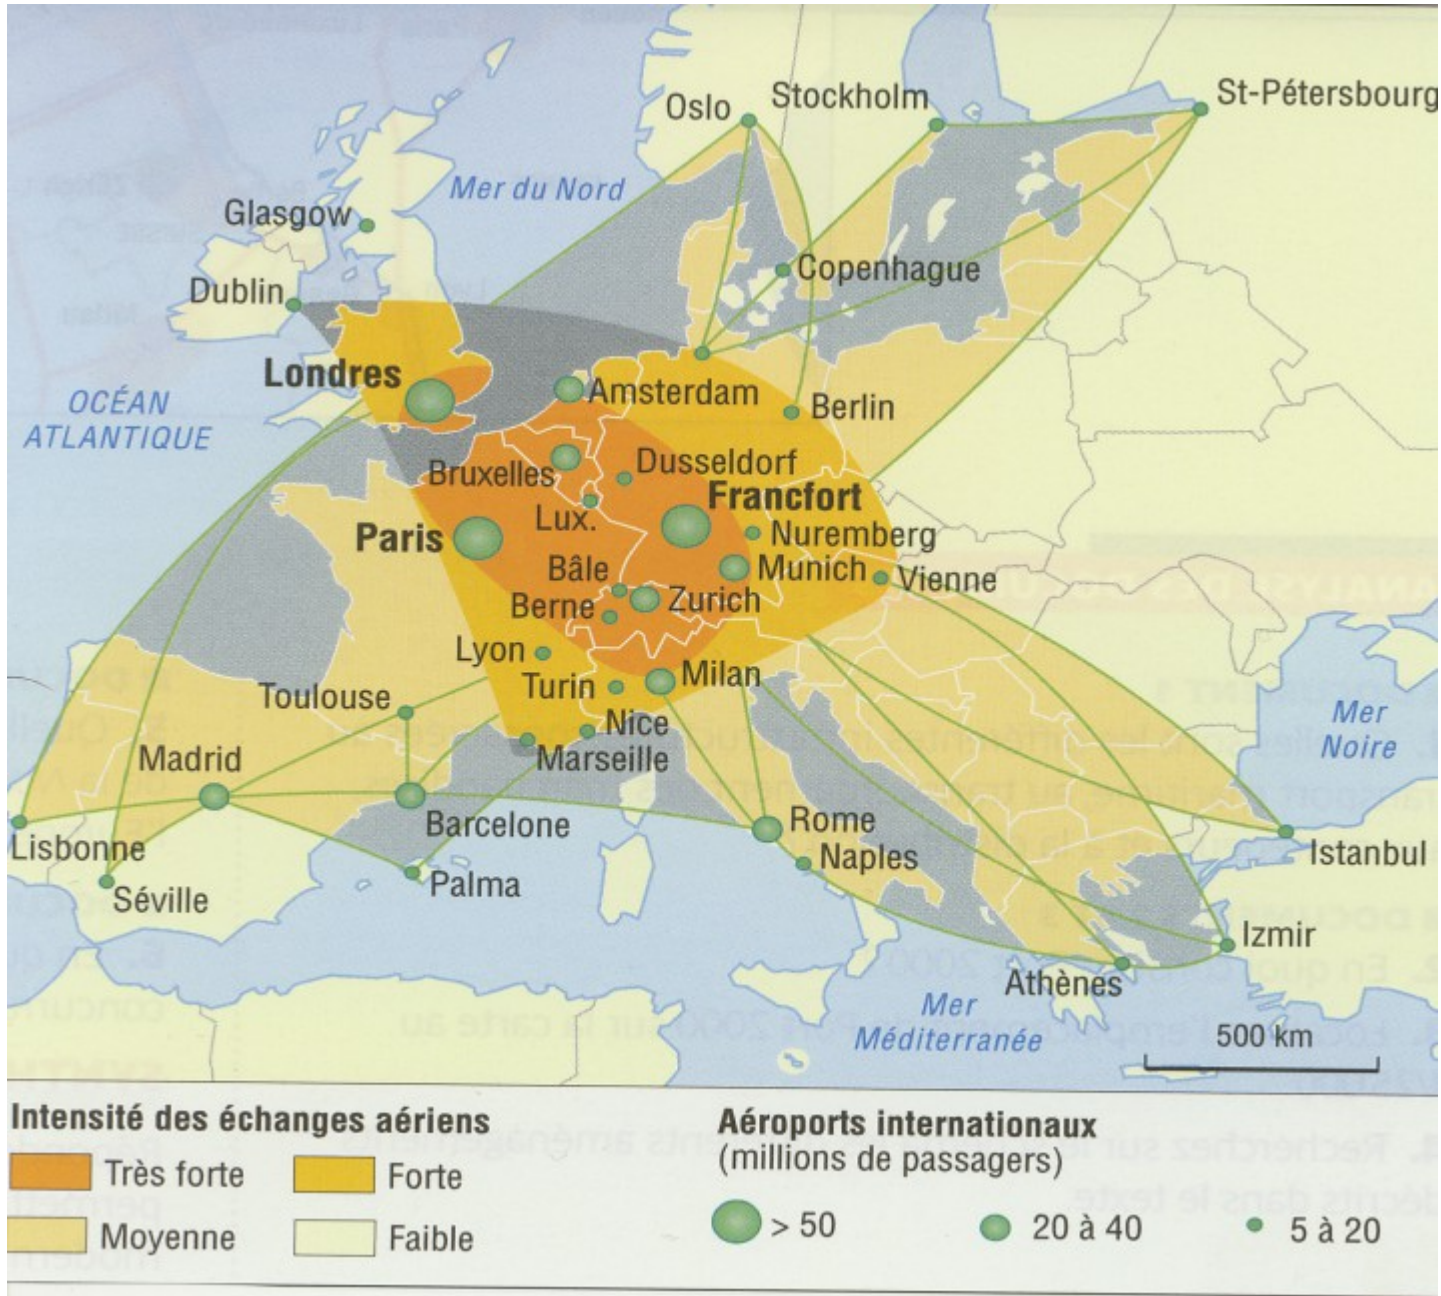 Oslo
Stockholm
St-Pétersbourg
Mer du Nord
Glasgow
Dublin
Copenhague
Londres
Amsterdam
Berlin
OCÉAN
ATLANTIQUE
Bruxelles
Dusseldorf
Francfort
Lux.
Paris
Nuremberg
Bâle
Munich
Vienne
Berne
Zurich
Lyon
Turin
Milan
Toulouse
Nice
Marseille
Mer
Noire
Madrid
Barcelone
Rome
Lisbonne
Naples
Istanbul
Séville
Palma
Izmir
Athènes
Mer
Méditerranée
500 km
Intensité des échanges aériens
Très forte
Forte
Moyenne
Faible
Aéroports internationaux
(millions de passagers)
> 50
20 à 40
5 à 20